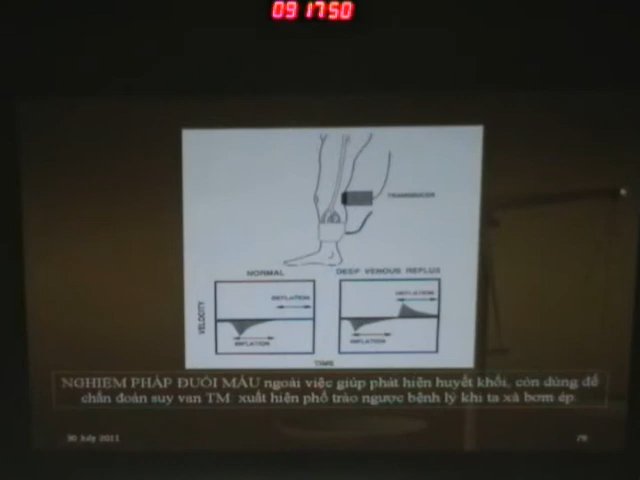 09 17:50
TRANSDUCER
NORMAL
DEEP VENOUS REFLUX
DEFLATION
DEFLATION
VELOCITY
INFLATION
INFLATION
TIME
NGHIỆM PHÁP ĐUỔI MÁU ngoài việc giúp phát hiện huyết khối, còn dùng để
chẩn đoán suy van TM: xuất hiện phổ trào ngược bệnh lý khi ta xả bơm ép.
30 July 2011
79